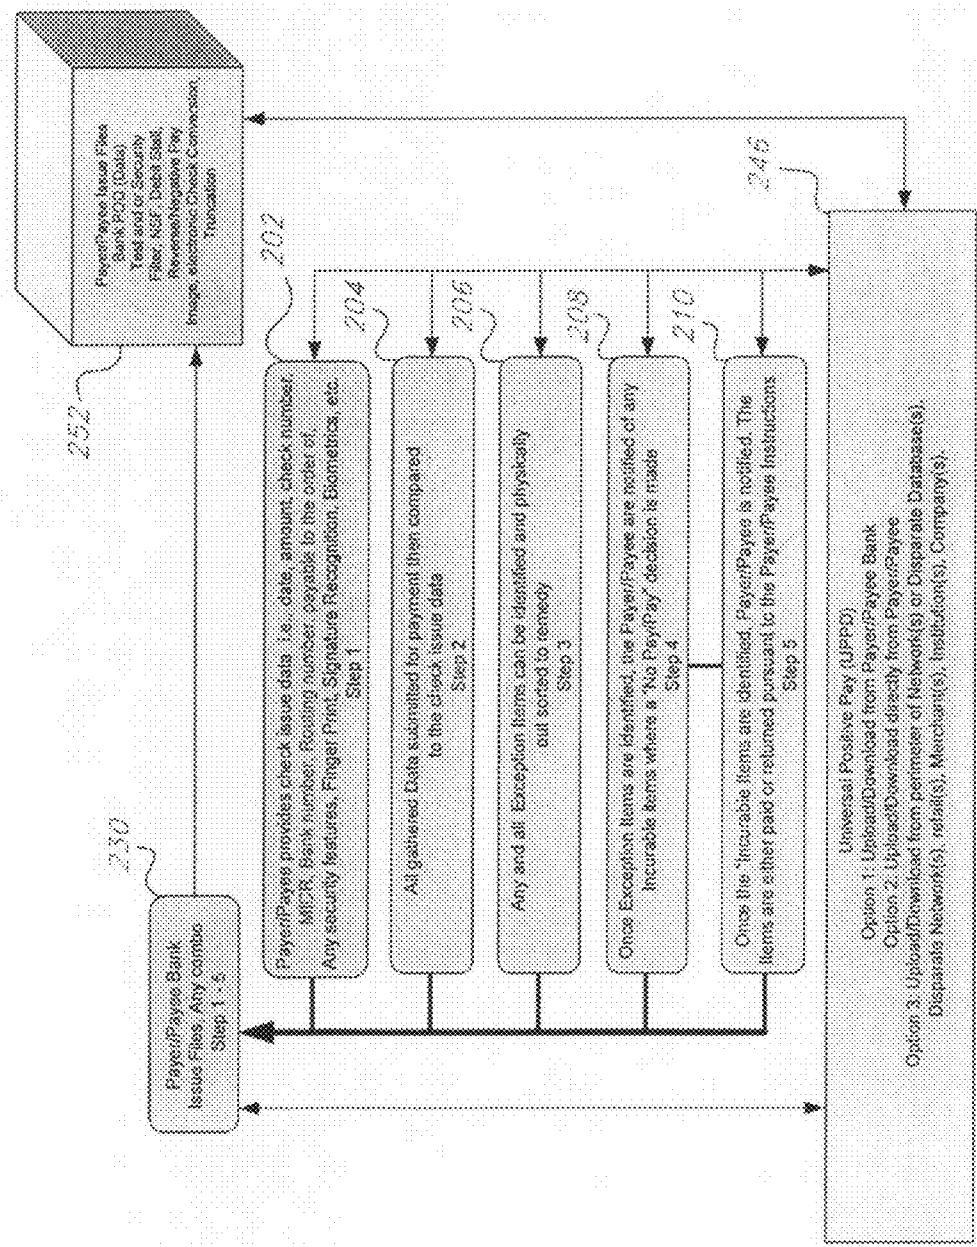 230
Payer/Payee Bank
Issue Files. Any combo
Step 1 - 5
252
Payer/Payee Issue Files
Bank POD (Data)
Test and or Security
Filter, NSF, Debit Ball,
Reverse/Negative Pay
Image, electronic Check Conversion,
Truncation
202
Payer/Payee provides check issue data i.e., date, amount, check number,
MICR, Bank number, Routing number, payable to the order of,
Any security features, Finger Print, Signature Recognition, Biometrics, etc.
Step 1
204
All gathered Data submitted for payment then compared
to the check issue data
Step 2
206
Any and all Exception Items can be identified and physically
out sorted to remedy
Step 3
208
Once Exception Items are identified, the Payer/Payee are notified of any
Incurable Items where a "No Pay/Pay" decision is made
Step 4
210
Once the "Incurable Items are identified, Payer/Payee is notified. The
Items are either paid or returned pursuant to the Payer/Payee Instructions
Step 5
246
Universal Positive Pay (UPPD)
Option 1: Upload/Download from Payer/Payee Bank
Option 2: Upload/Download directly from Payer/Payee
Option 3: Upload/Download from perimeter of Network(s) or Disparate Database(s),
Disparate Network(s), retail(s), Merchant(s), Institution(s), Company(s).